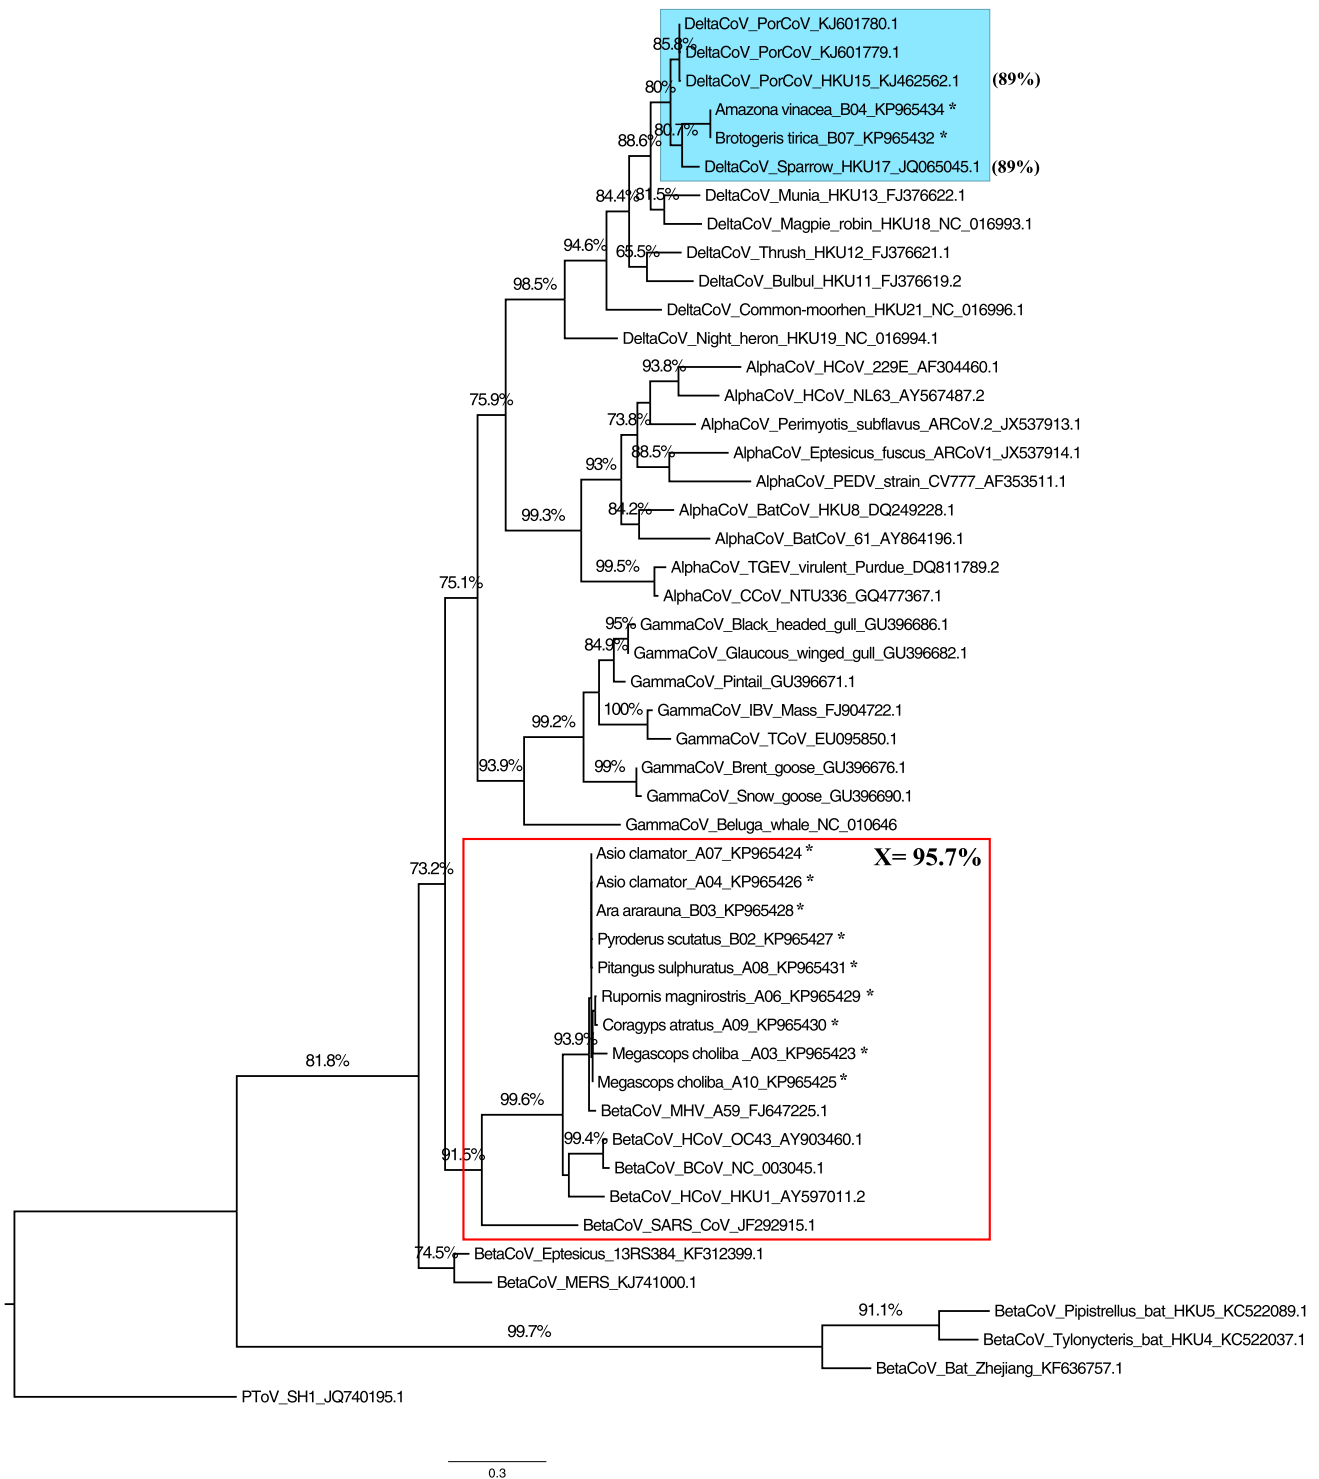 DeltaCoV_PorCoV_KJ601780.1
85.8%
DeltaCoV_PorCoV_KJ601779.1
DeltaCoV_PorCoV_HKU15_KJ462562.1 (89%)
80%
Amazona vinacea_B04_KP965434 *
80.7%
Brotogeris tirica_B07_KP965432 *
88.6%
DeltaCoV_Sparrow_HKU17_JQ065045.1 (89%)
84.4%
81.5%
DeltaCoV_Munia_HKU13_FJ376622.1
DeltaCoV_Magpie_robin_HKU18_NC_016993.1
94.6%
65.5%
DeltaCoV_Thrush_HKU12_FJ376621.1
DeltaCoV_Bulbul_HKU11_FJ376619.2
98.5%
DeltaCoV_Common-moorhen_HKU21_NC_016996.1
DeltaCoV_Night_heron_HKU19_NC_016994.1
93.8%
AlphaCoV_HCoV_229E_AF304460.1
AlphaCoV_HCoV_NL63_AY567487.2
75.9%
73.8%
AlphaCoV_Perimyotis_subflavus_ARCoV.2_JX537913.1
88.5%
AlphaCoV_Eptesicus_fuscus_ARCoV1_JX537914.1
93%
AlphaCoV_PEDV_strain_CV777_AF353511.1
84.2%
AlphaCoV_BatCoV_HKU8_DQ249228.1
99.3%
AlphaCoV_BatCoV_61_AY864196.1
99.5%
AlphaCoV_TGEV_virulent_Purdue_DQ811789.2
75.1%
AlphaCoV_CCoV_NTU336_GQ477367.1
95%
GammaCoV_Black_headed_gull_GU396686.1
84.9%
GammaCoV_Glaucous_winged_gull_GU396682.1
GammaCoV_Pintail_GU396671.1
100%
GammaCoV_IBV_Mass_FJ904722.1
99.2%
GammaCoV_TCoV_EU095850.1
93.9%
99%
GammaCoV_Brent_goose_GU396676.1
GammaCoV_Snow_goose_GU396690.1
GammaCoV_Beluga_whale_NC_010646
Asio clamator_A07_KP965424 *
X= 95.7%
73.2%
Asio clamator_A04_KP965426 *
Ara ararauna_B03_KP965428 *
Pyroderus scutatus_B02_KP965427 *
Pitangus sulphuratus_A08_KP965431 *
Rupornis magnirostris_A06_KP965429 *
Coragyps atratus_A09_KP965430 *
93.9%
Megascops choliba _A03_KP965423 *
81.8%
Megascops choliba_A10_KP965425 *
99.6%
BetaCoV_MHV_A59_FJ647225.1
99.4%
BetaCoV_HCoV_OC43_AY903460.1
91.5%
BetaCoV_BCoV_NC_003045.1
BetaCoV_HCoV_HKU1_AY597011.2
BetaCoV_SARS_CoV_JF292915.1
74.5%
BetaCoV_Eptesicus_13RS384_KF312399.1
BetaCoV_MERS_KJ741000.1
91.1%
BetaCoV_Pipistrellus_bat_HKU5_KC522089.1
99.7%
BetaCoV_Tylonycteris_bat_HKU4_KC522037.1
BetaCoV_Bat_Zhejiang_KF636757.1
PToV_SH1_JQ740195.1
0.3